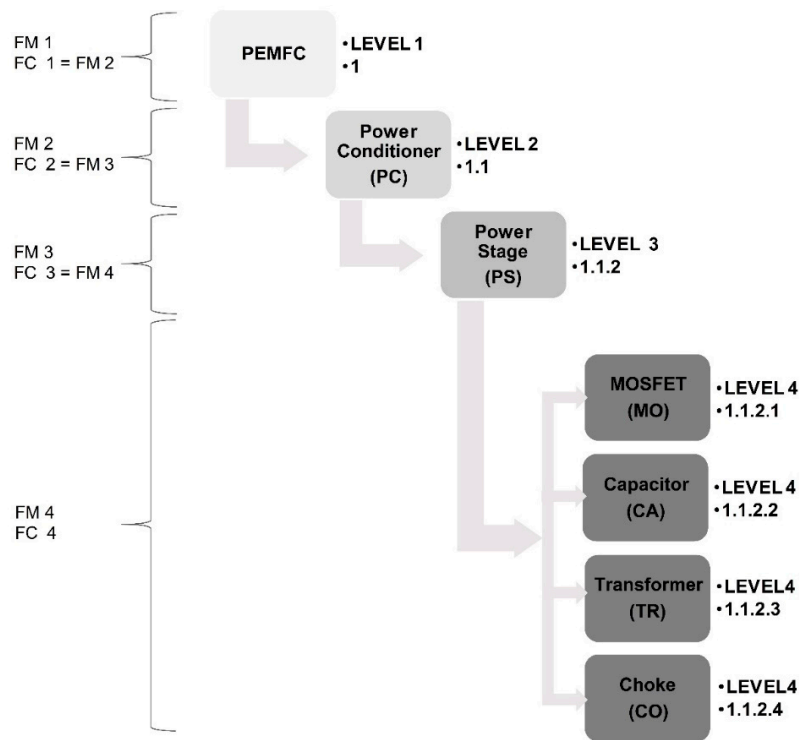 FM 1
FC 1 = FM 2
PEMFC
•LEVEL 1
•1
FM 2
FC 2 = FM 3
Power
Conditioner
(PC)
•LEVEL 2
•1.1
FM 3
FC 3 = FM 4
Power
Stage
(PS)
•LEVEL 3
•1.1.2
FM 4
FC 4
MOSFET
(MO)
•LEVEL 4
•1.1.2.1
Capacitor
(CA)
•LEVEL 4
•1.1.2.2
Transformer
(TR)
•LEVEL4
•1.1.2.3
Choke
(CO)
•LEVEL4
•1.1.2.4